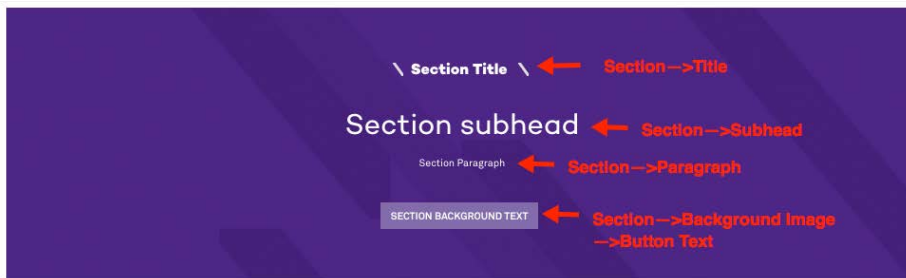 \ Section Title \ Section—>Title
Section subhead Section—>Subhead
Section Paragraph Section—>Paragraph
SECTION BACKGROUND TEXT Section—>Background Image
—>Button Text